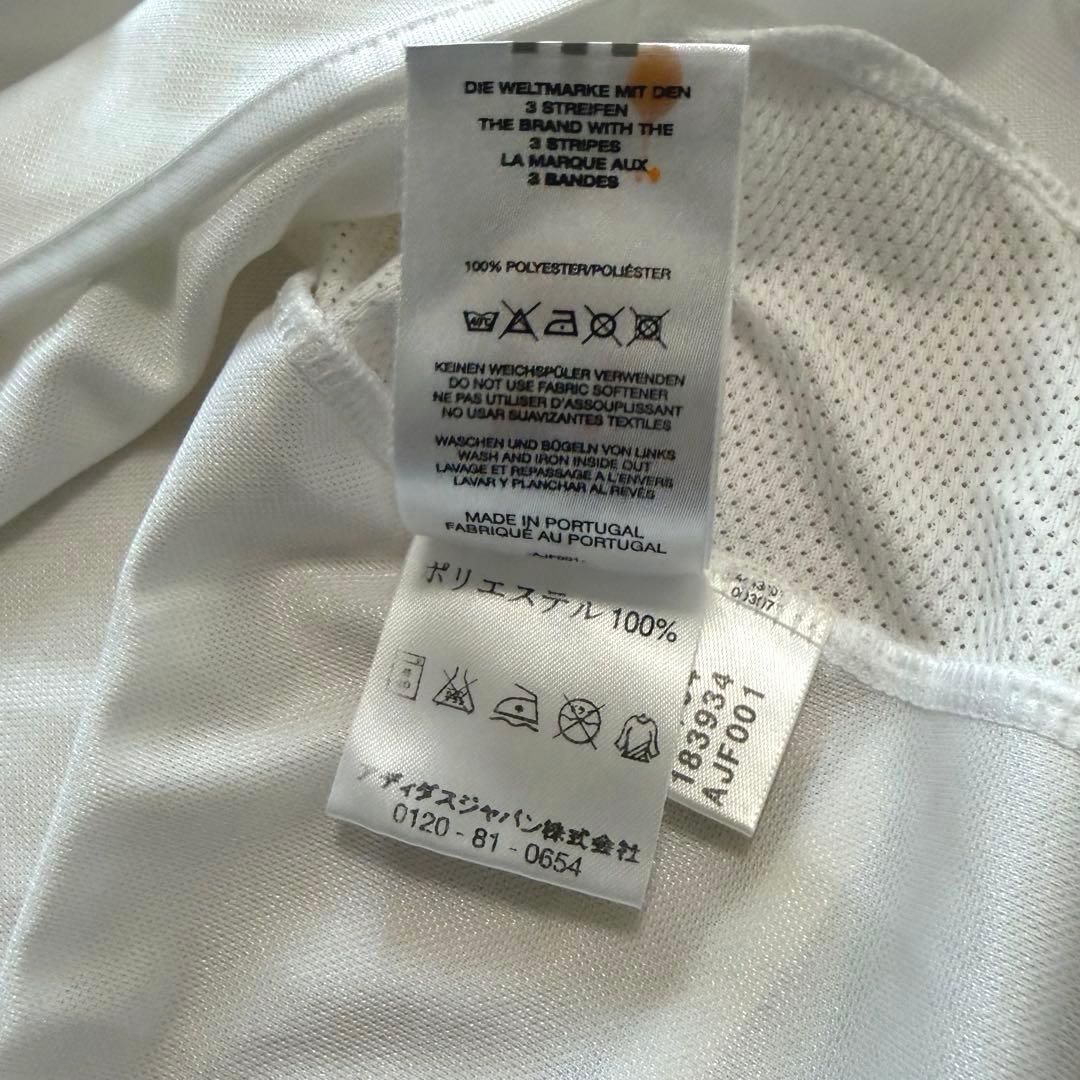 DIE WELTMARKE MIT DEN
3 STREIFEN
THE BRAND WITH THE
3 STRIPES
LA MARQUE AUX
3 BANDES
100% POLYESTER/POLIÉSTER
KEINEN WEICHSPÜLER VERWENDEN
DO NOT USE FABRIC SOFTENER
NE PAS UTILISER D'ASSOUPLISSANT
NO USAR SUAVIZANTES TEXTILES
WASCHEN UND BÜGELN VON LINKS
WASH AND IRON INSIDE OUT
LAVAGE ET REPASSAGE A L'ENVERS
LAVAR Y PLANCHAR AL REVÉS
MADE IN PORTUGAL
FABRIQUÉ AU PORTUGAL
AJF001
ポリエステル 100%
アディダスジャパン株式会社
0120 - 81 - 0654
183934
AJF001